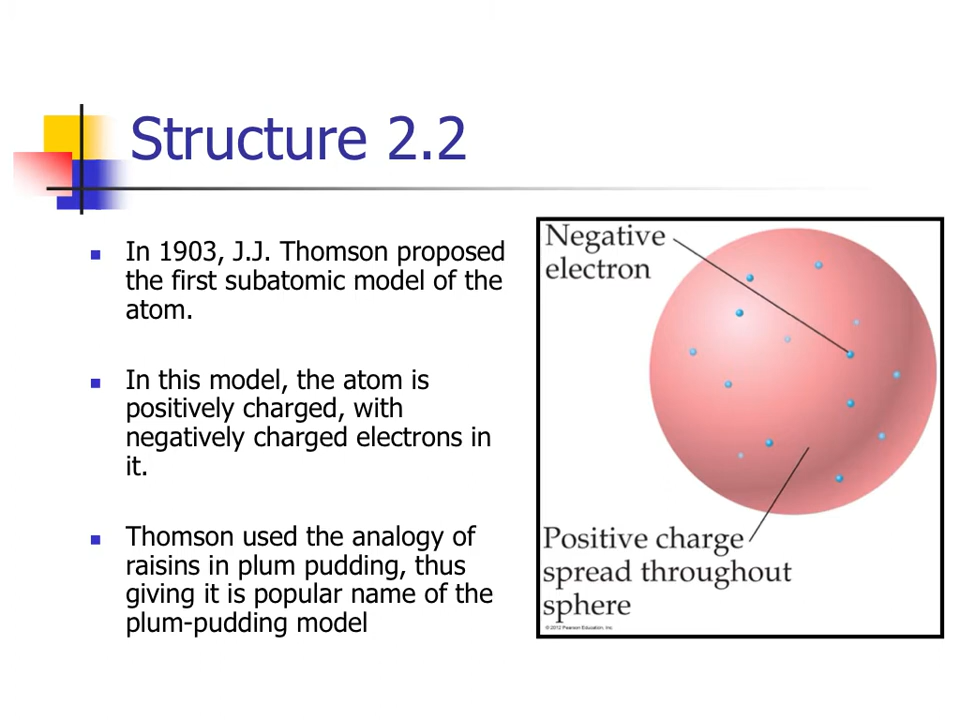 Structure 2.2
In 1903, J.J. Thomson proposed
the first subatomic model of the
atom.
In this model, the atom is
positively charged, with
negatively charged electrons in
it.
Thomson used the analogy of
raisins in plum pudding, thus
giving it is popular name of the
plum-pudding model
Negative
electron
Positive charge
spread throughout
sphere
© 2012 Pearson Education, Inc.